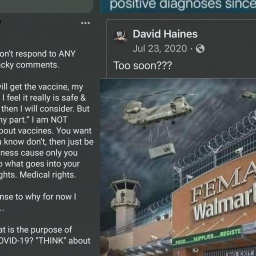 positive diagnoses since
on't respond to ANY
cky comments.
ill get the vaccine, my
I feel it really is safe &
then I will consider. But
ny part." I am NOT
bout vaccines. You want
u know don't, then just be
ness cause only you
o what goes into your
ghts. Medical rights.
nse to why for now I
..
at is the purpose of
OVID-19? "THINK" about
David Haines
Jul 23, 2020 ·
Too soon???
FEMA
Walmar
FOOD SUPPLIES REGISTE